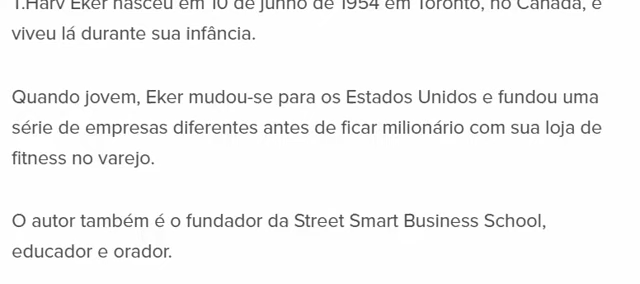 T.Harv Eker nasceu em 10 de junho de 1954 em Toronto, no Canadá, e
viveu lá durante sua infância.
Quando jovem, Eker mudou-se para os Estados Unidos e fundou uma
série de empresas diferentes antes de ficar milionário com sua loja de
fitness no varejo.
O autor também é o fundador da Street Smart Business School,
educador e orador.